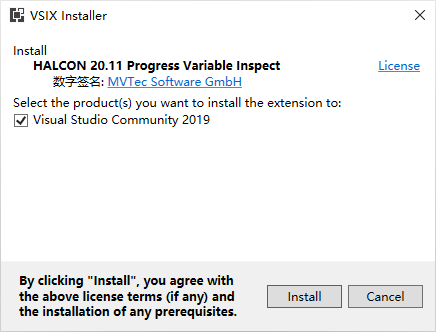 VSIX Installer
Install
HALCON 20.11 Progress Variable Inspect
License
数字签名: MVTec Software GmbH
Select the product(s) you want to install the extension to:
Visual Studio Community 2019
By clicking "Install", you agree with
the above license terms (if any) and
the installation of any prerequisites.
Install
Cancel